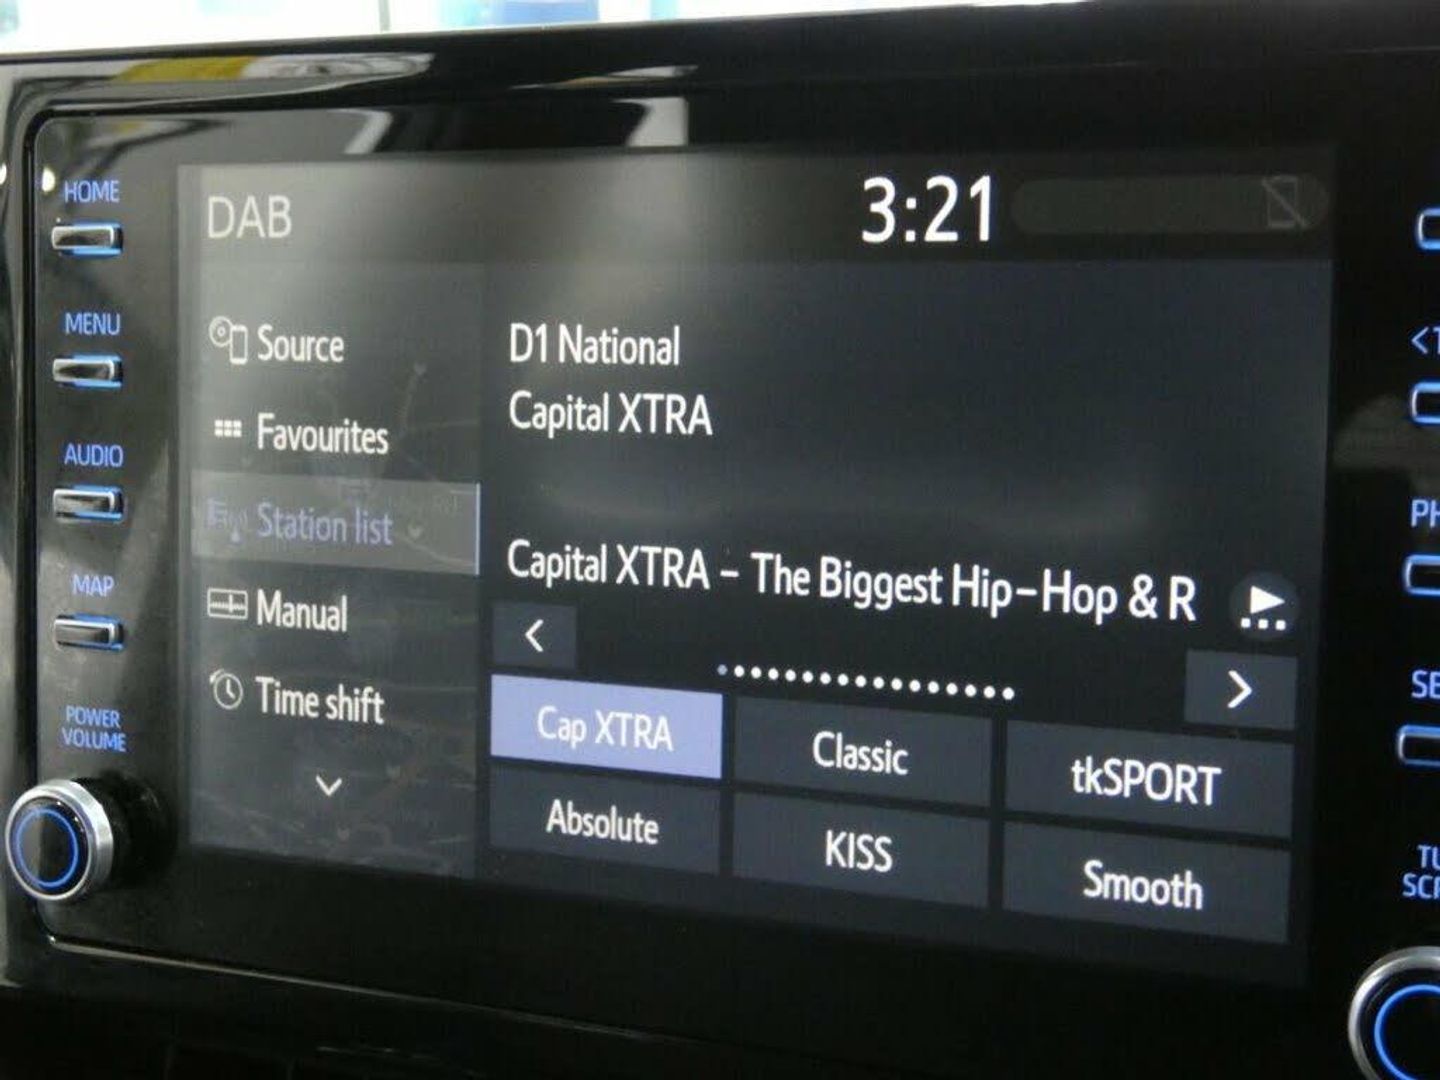 HOME
DAB
3:21
MENU
Source
D1 National
Favourites
Capital XTRA
AUDIO
Station list
Capital XTRA – The Biggest Hip-Hop & R
MAP
Manual
Time shift
POWER
VOLUME
Cap XTRA
Classic
tkSPORT
Absolute
KISS
Smooth